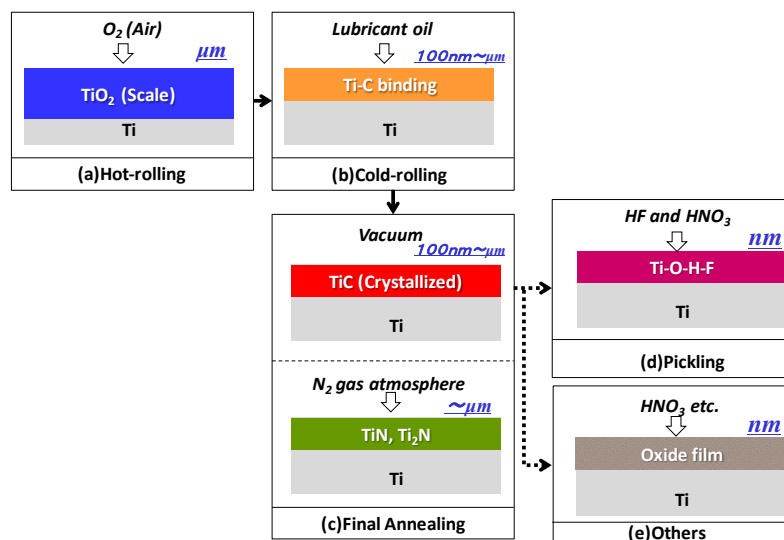 O₂ (Air)
μm
TiO₂ (Scale)
Ti
(a)Hot-rolling
Lubricant oil
100nm~μm
Ti-C binding
Ti
(b)Cold-rolling
Vacuum
100nm~μm
TiC (Crystallized)
Ti
N₂ gas atmosphere
~μm
TiN, Ti₂N
Ti
(c)Final Annealing
HF and HNO₃
nm
Ti-O-H-F
Ti
(d)Pickling
HNO₃ etc.
nm
Oxide film
Ti
(e)Others